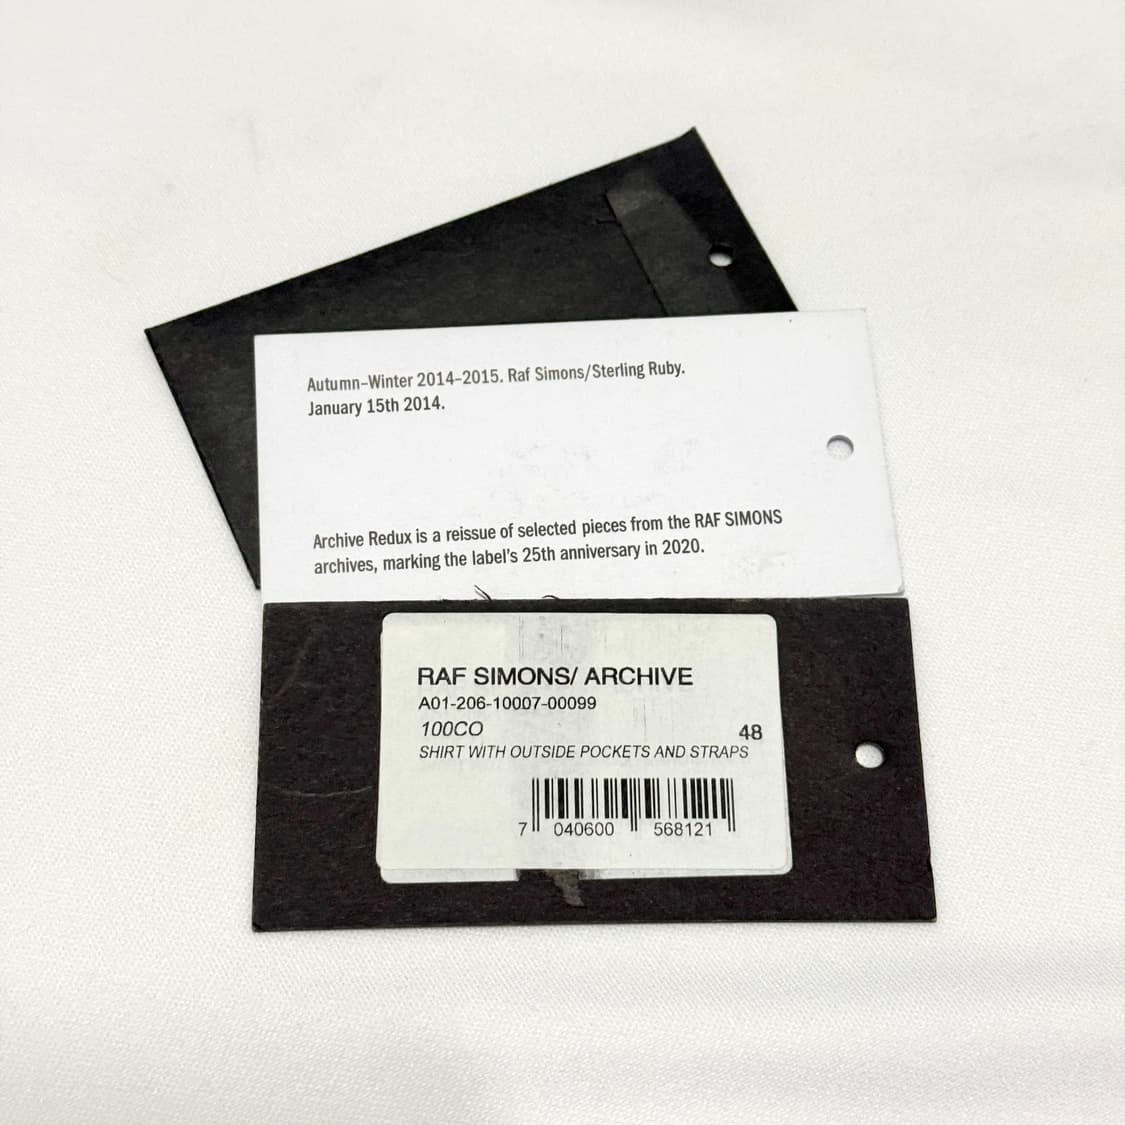 Autumn–Winter 2014–2015. Raf Simons/Sterling Ruby.
January 15th 2014.
Archive Redux is a reissue of selected pieces from the RAF SIMONS
archives, marking the label's 25th anniversary in 2020.
RAF SIMONS/ ARCHIVE
A01-206-10007-00099
100CO
48
SHIRT WITH OUTSIDE POCKETS AND STRAPS
7 040600 568121